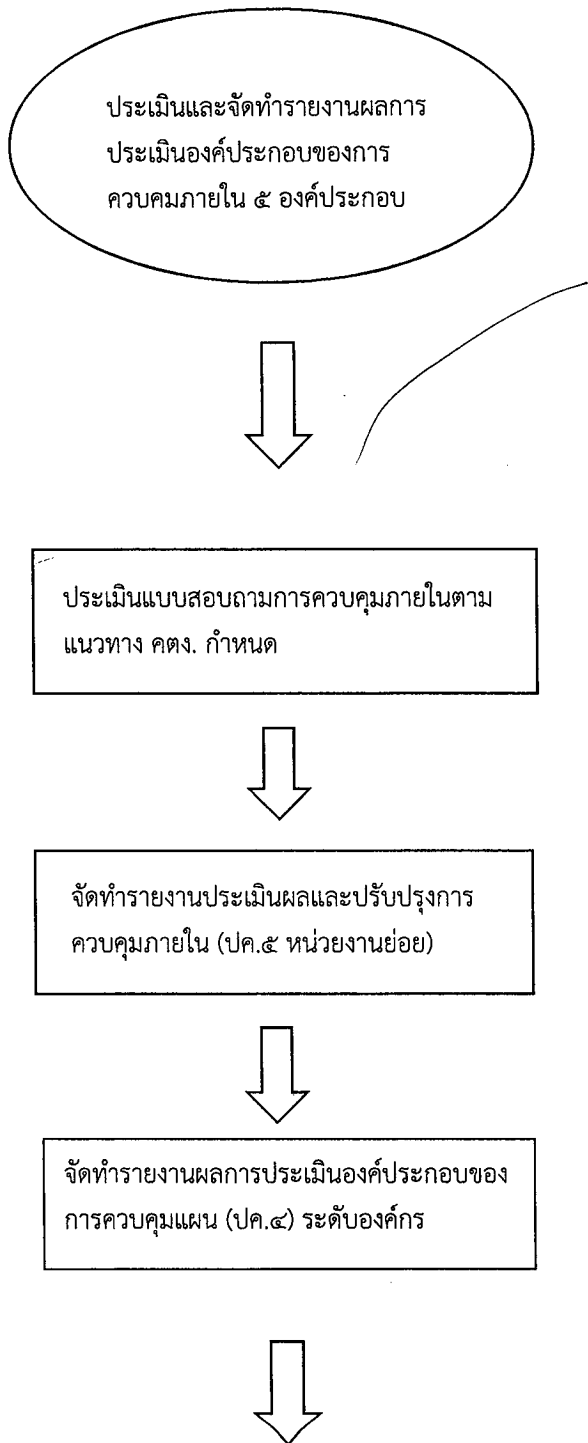 ประเมินและจัดทำรายงานผลการ
ประเมินองค์ประกอบของการ
ควบคมภายใน ๕ องค์ประกอบ
ประเมินแบบสอบถามการควบคุมภายในตาม
แนวทาง คตง. กำหนด
จัดทำรายงานประเมินผลและปรับปรุงการ
ควบคุมภายใน (ปค.๕ หน่วยงานย่อย)
จัดทำรายงานผลการประเมินองค์ประกอบของ
การควบคุมแผน (ปค.๔) ระดับองค์กร